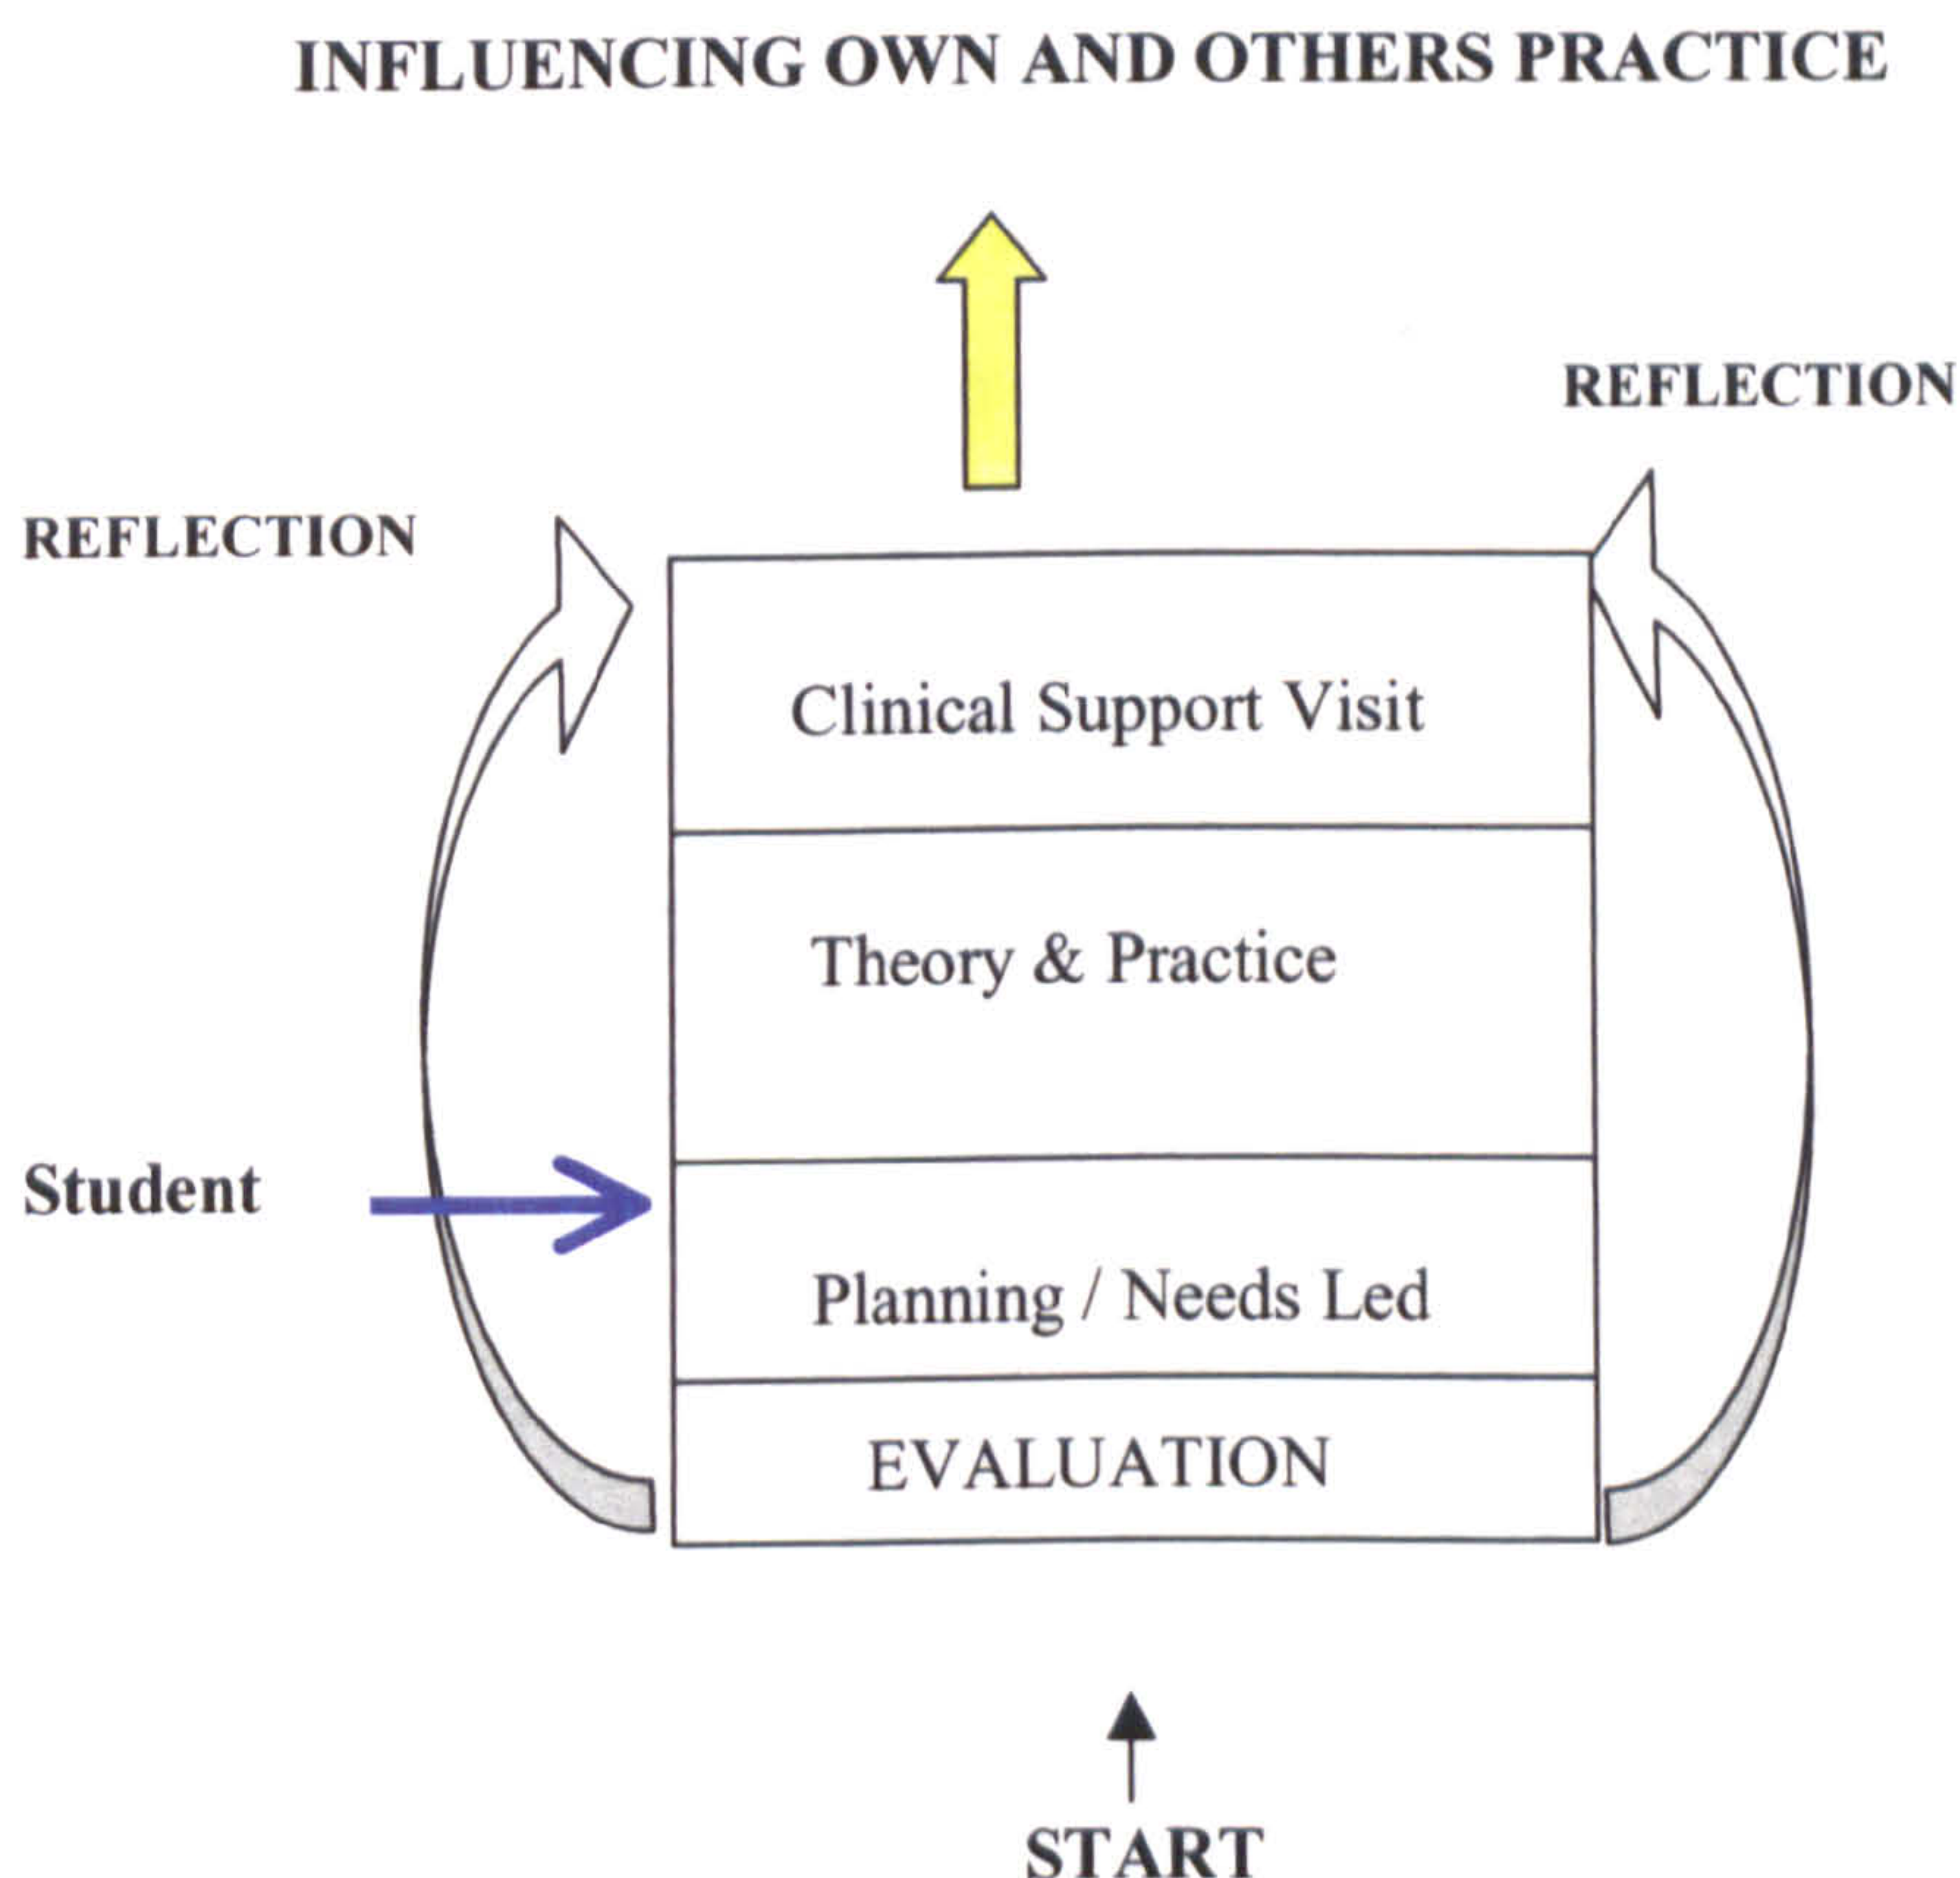 INFLUENCING OWN AND OTHERS PRACTICE
REFLECTION
REFLECTION
Clinical Support Visit
Theory & Practice
Student
Planning / Needs Led
EVALUATION
START